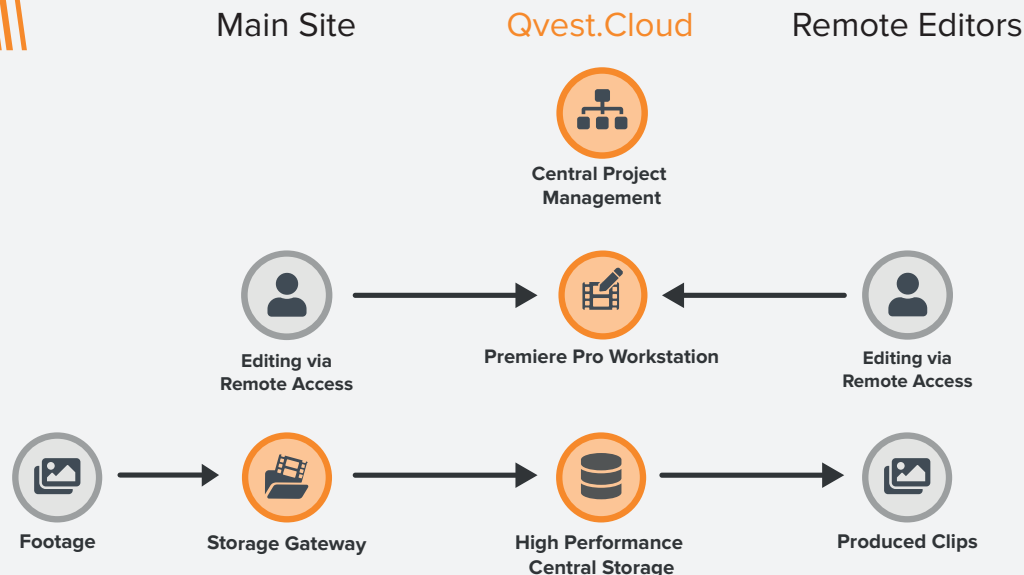 Main Site
Qvest.Cloud
Remote Editors
Central Project
Management
Editing via
Remote Access
Premiere Pro Workstation
Editing via
Remote Access
Footage
Storage Gateway
High Performance
Central Storage
Produced Clips